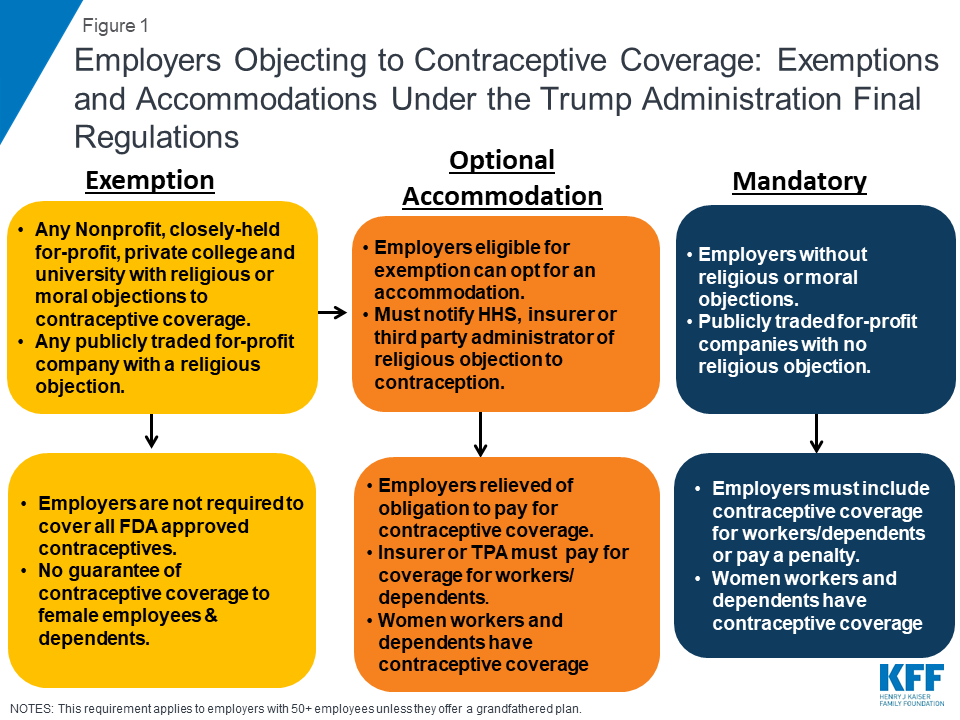 Figure 1
Employers Objecting to Contraceptive Coverage: Exemptions
and Accommodations Under the Trump Administration Final
Regulations
Exemption
• Any Nonprofit, closely-held
for-profit, private college and
university with religious or
moral objections to
contraceptive coverage.
• Any publicly traded for-profit
company with a religious
objection.
• Employers are not required to
cover all FDA approved
contraceptives.
• No guarantee of
contraceptive coverage to
female employees &
dependents.
Optional
Accommodation
• Employers eligible for
exemption can opt for an
accommodation.
• Must notify HHS, insurer or
third party administrator of
religious objection to
contraception.
• Employers relieved of
obligation to pay for
contraceptive coverage.
• Insurer or TPA must pay for
coverage for workers/
dependents.
• Women workers and
dependents have
contraceptive coverage
Mandatory
• Employers without
religious or moral
objections.
• Publicly traded for-profit
companies with no
religious objection.
• Employers must include
contraceptive coverage
for workers/dependents
or pay a penalty.
• Women workers and
dependents have
contraceptive coverage
KFF
HENRY J KAISER
FAMILY FOUNDATION
NOTES: This requirement applies to employers with 50+ employees unless they offer a grandfathered plan.